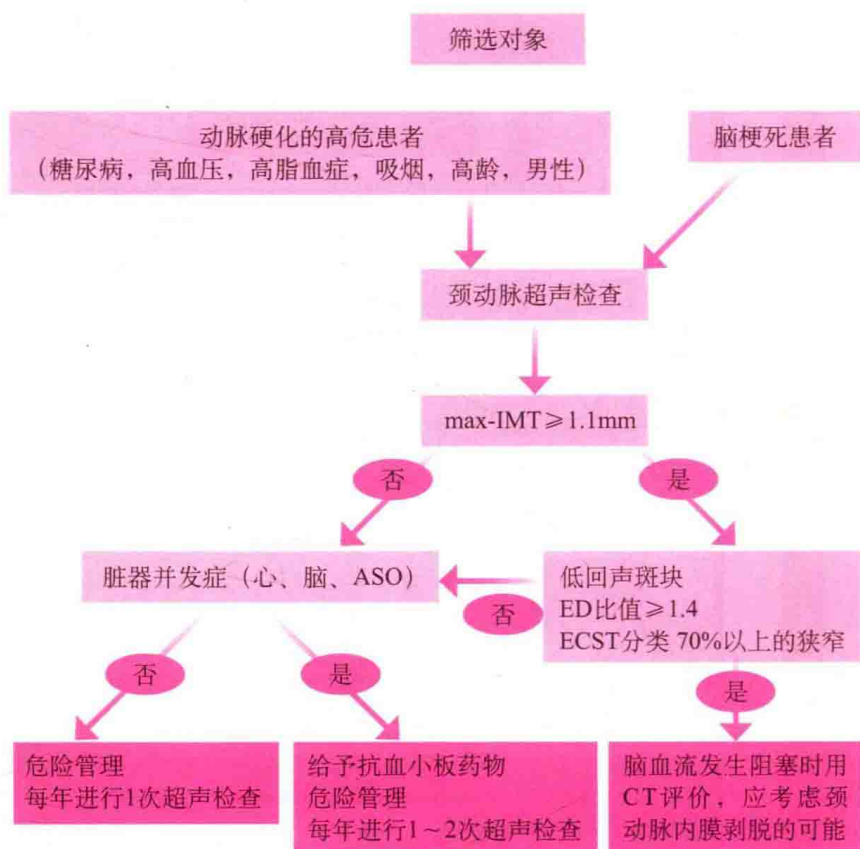 筛选对象
动脉硬化的高危患者
（糖尿病，高血压，高脂血症，吸烟，高龄，男性）
脑梗死患者
颈动脉超声检查
max-IMT≥1.1mm
否
是
脏器并发症（心、脑、ASO）
否
低回声斑块
ED比值≥1.4
ECST分类 70%以上的狭窄
否
是
是
危险管理
每年进行1次超声检查
给予抗血小板药物
危险管理
每年进行1～2次超声检查
脑血流发生阻塞时用
CT评价，应考虑颈
动脉内膜剥脱的可能